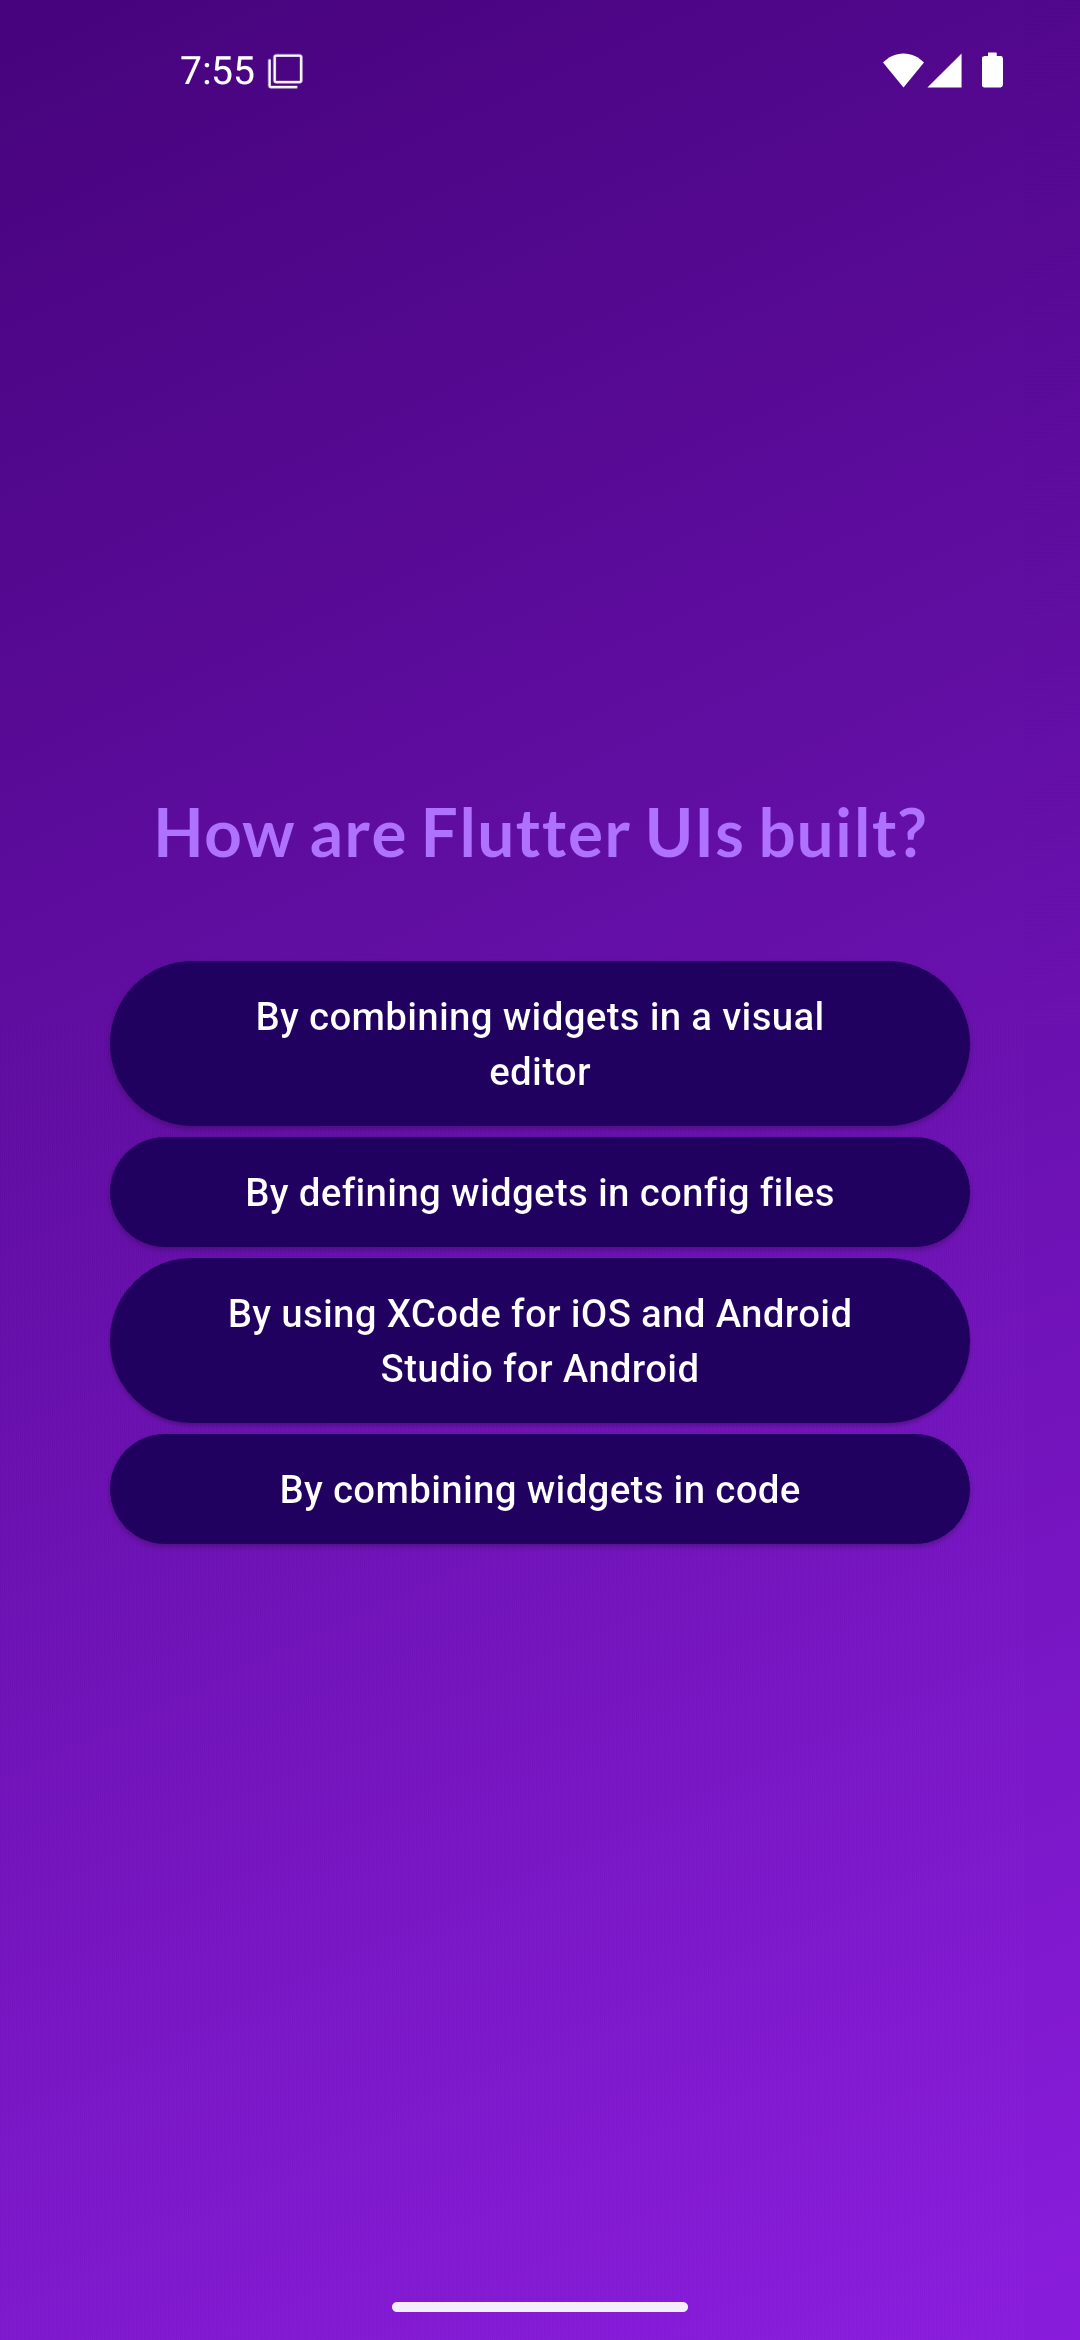 7:55
How are Flutter UIs built?
By combining widgets in a visual
editor
By defining widgets in config files
By using XCode for iOS and Android
Studio for Android
By combining widgets in code